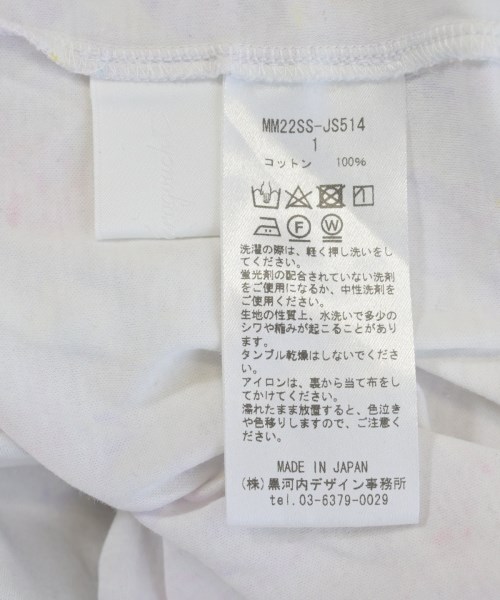 MM22SS-JS514
1
コットン 100%
洗濯の際は、軽く押し洗いをし
てください。
蛍光剤の配合されていない洗剤
をご使用になるか、中性洗剤を
ご使用ください。
生地の性質上、水洗いで多少の
シワや縮みが起こることがあり
ます。
タンブル乾燥はしないでくださ
い。
アイロンは、裏から当て布をし
てかけてください。
濡れたまま放置すると、色泣き
や色移りしますので、ご注意く
ださい。
MADE IN JAPAN
(株)黒河内デザイン事務所
tel.03-6379-0029